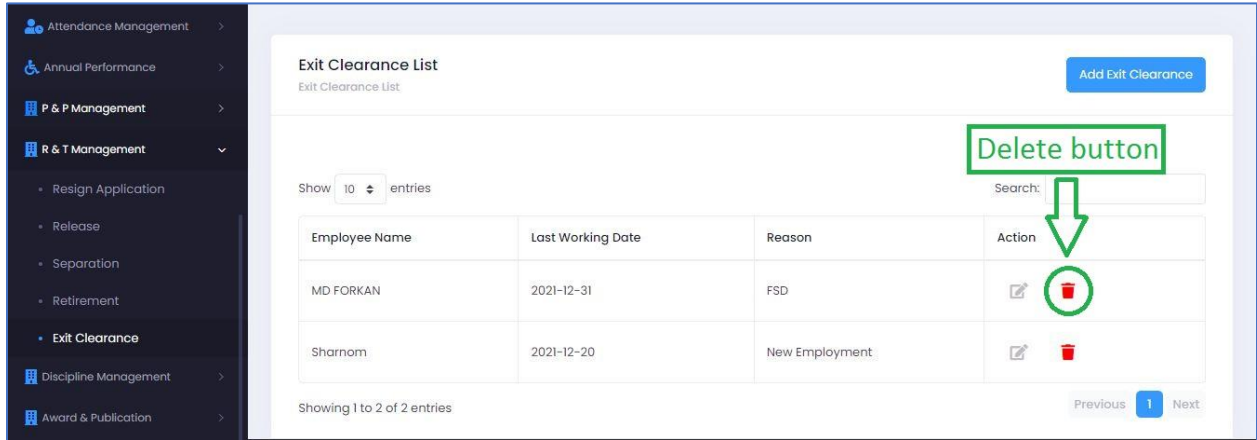 Attendance Management
Annual Performance
P & P Management
R & T Management
Resign Application
Release
Separation
Retirement
Exit Clearance
Discipline Management
Award & Publication
Exit Clearance List
Exit Clearance List
Add Exit Clearance
Delete button
Show 10 entries
Search:
Employee Name Last Working Date Reason Action
MD FORKAN 2021-12-31 FSD
Sharnom 2021-12-20 New Employment
Showing 1 to 2 of 2 entries
Previous 1 Next